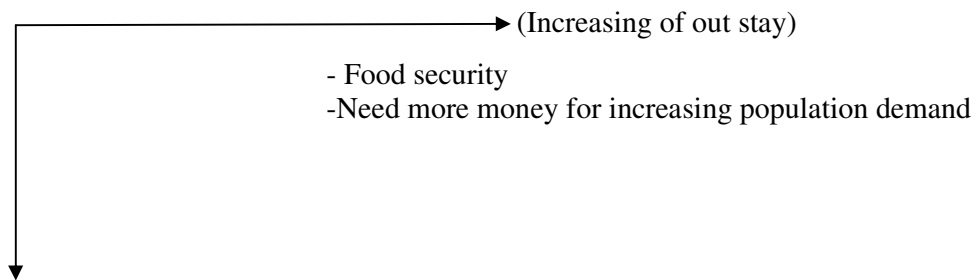 (Increasing of out stay)
- Food security
-Need more money for increasing population demand